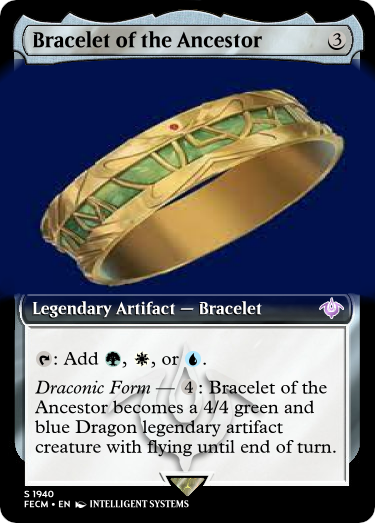 Bracelet of the Ancestor 3
Legendary Artifact — Bracelet
: Add , , or .
Draconic Form — 4 : Bracelet of the
Ancestor becomes a 4/4 green and
blue Dragon legendary artifact
creature with flying until end of turn.
S 1940
FECM • EN INTELLIGENT SYSTEMS